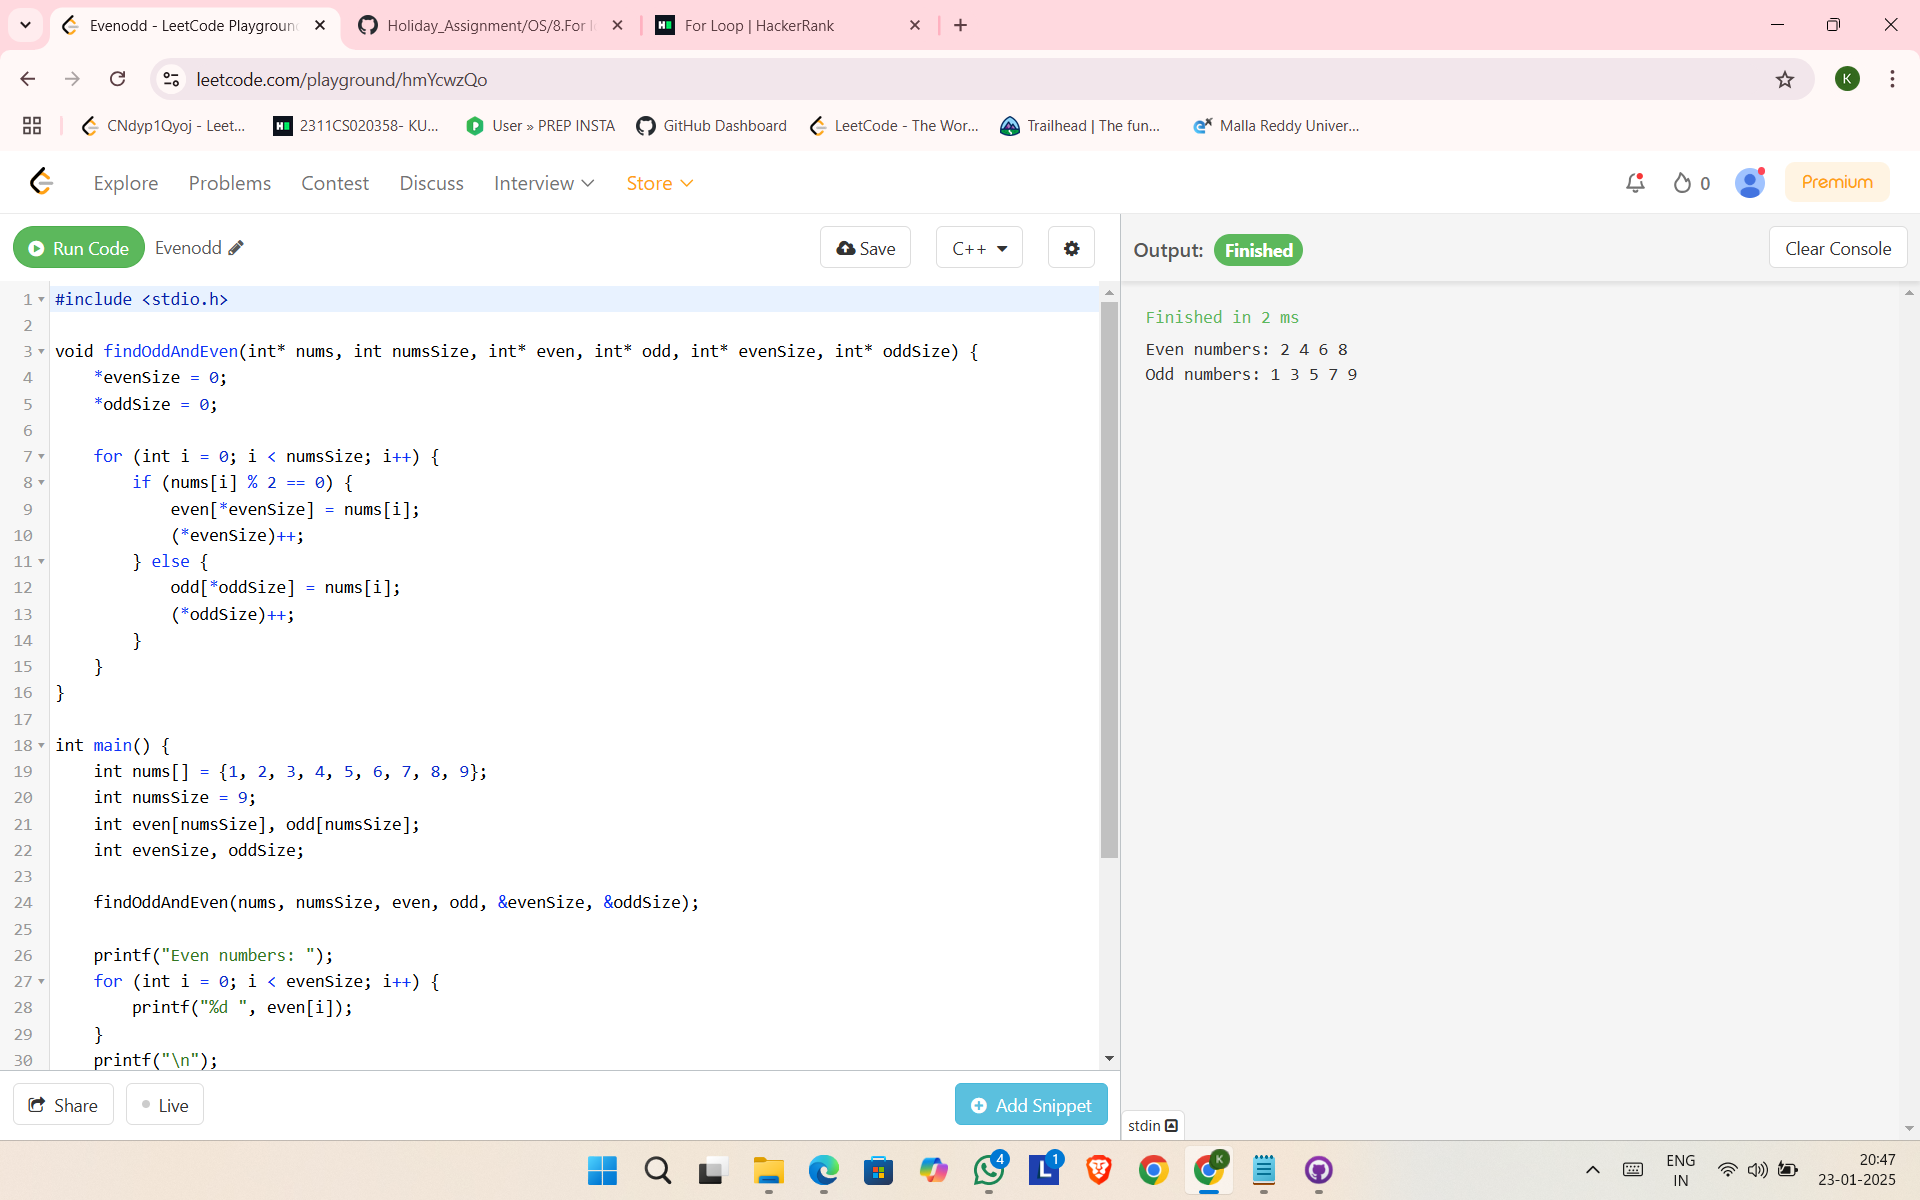 Evenodd - LeetCode Playground
Holiday_Assignment/OS/8.For l
For Loop | HackerRank
leetcode.com/playground/hmYcwzQo
K
CNdyp1Qyoj - Leet...
2311CS020358- KU...
User » PREP INSTA
GitHub Dashboard
LeetCode - The Wor...
Trailhead | The fun...
Malla Reddy Univer...
Explore
Problems
Contest
Discuss
Interview
Store
0
Premium
Run Code
Evenodd
Save
C++
Output:
Finished
Clear Console
1 #include <stdio.h>
2
3 void findOddAndEven(int* nums, int numsSize, int* even, int* odd, int* evenSize, int* oddSize) {
4 *evenSize = 0;
5 *oddSize = 0;
6
7 for (int i = 0; i < numsSize; i++) {
8 if (nums[i] % 2 == 0) {
9 even[*evenSize] = nums[i];
10 (*evenSize)++;
11 } else {
12 odd[*oddSize] = nums[i];
13 (*oddSize)++;
14 }
15 }
16 }
17
18 int main() {
19 int nums[] = {1, 2, 3, 4, 5, 6, 7, 8, 9};
20 int numsSize = 9;
21 int even[numsSize], odd[numsSize];
22 int evenSize, oddSize;
23
24 findOddAndEven(nums, numsSize, even, odd, &evenSize, &oddSize);
25
26 printf("Even numbers: ");
27 for (int i = 0; i < evenSize; i++) {
28 printf("%d ", even[i]);
29 }
30 printf("\n");
Finished in 2 ms
Even numbers: 2 4 6 8
Odd numbers: 1 3 5 7 9
Share
Live
Add Snippet
stdin
4
L
1
K
ENG
IN
20:47
23-01-2025